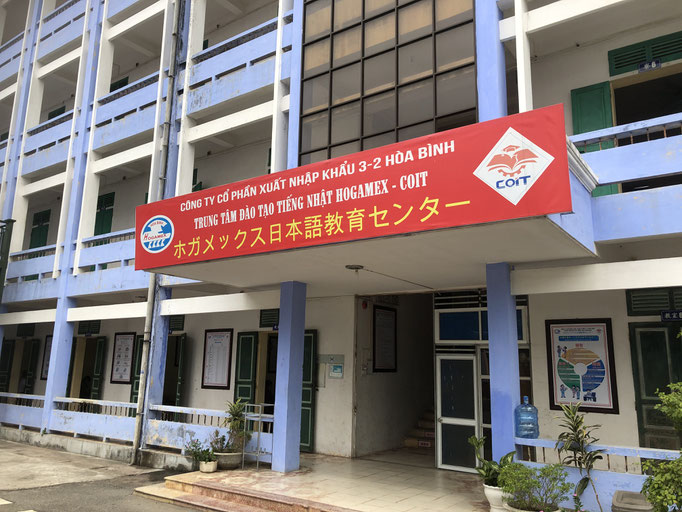 CÔNG TY CỔ PHẦN XUẤT NHẬP KHẨU 3-2 HÒA BÌNH
TRUNG TÂM ĐÀO TẠO TIẾNG NHẬT HOGAMEX - COIT
ホガメックス日本語教育センター
HOGAMEX
COIT